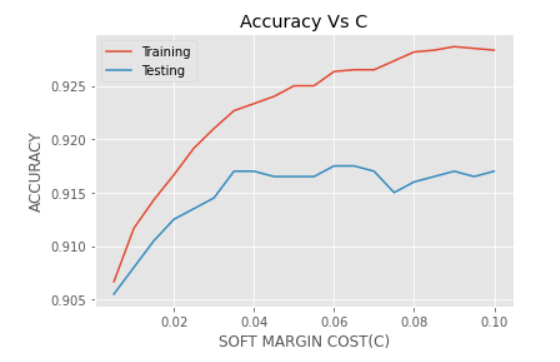 Accuracy Vs C
Training
Testing
ACCURACY
0.925
0.920
0.915
0.910
0.905
0.02 0.04 0.06 0.08 0.10
SOFT MARGIN COST(C)